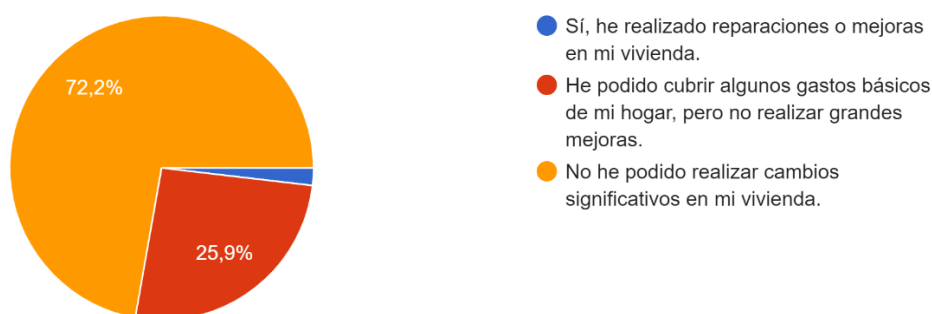 Sí, he realizado reparaciones o mejoras
en mi vivienda.
He podido cubrir algunos gastos básicos
de mi hogar, pero no realizar grandes
mejoras.
No he podido realizar cambios
significativos en mi vivienda.
72,2%
25,9%